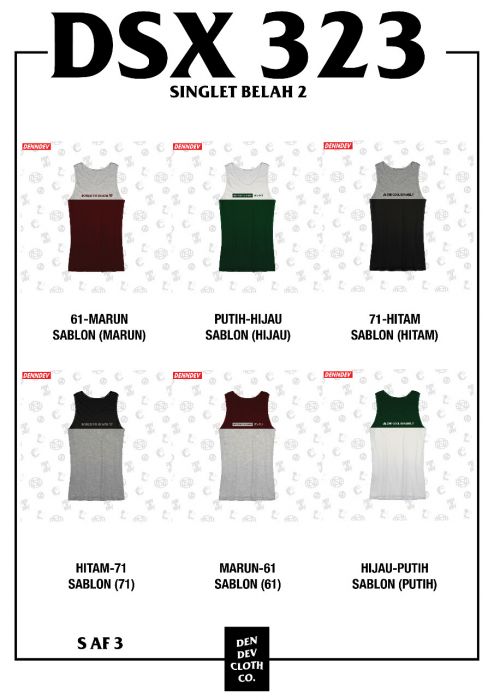 DSX 323
SINGLET BELAH 2
DENNDEV
DENNDEV
DENNDEV
61-MARUN
SABLON (MARUN)
PUTIH-HIJAU
SABLON (HIJAU)
71-HITAM
SABLON (HITAM)
DENNDEV
DENNDEV
DENNDEV
HITAM-71
SABLON (71)
MARUN-61
SABLON (61)
HIJAU-PUTIH
SABLON (PUTIH)
S AF 3
DEN
DEV
CLOTH
CO.